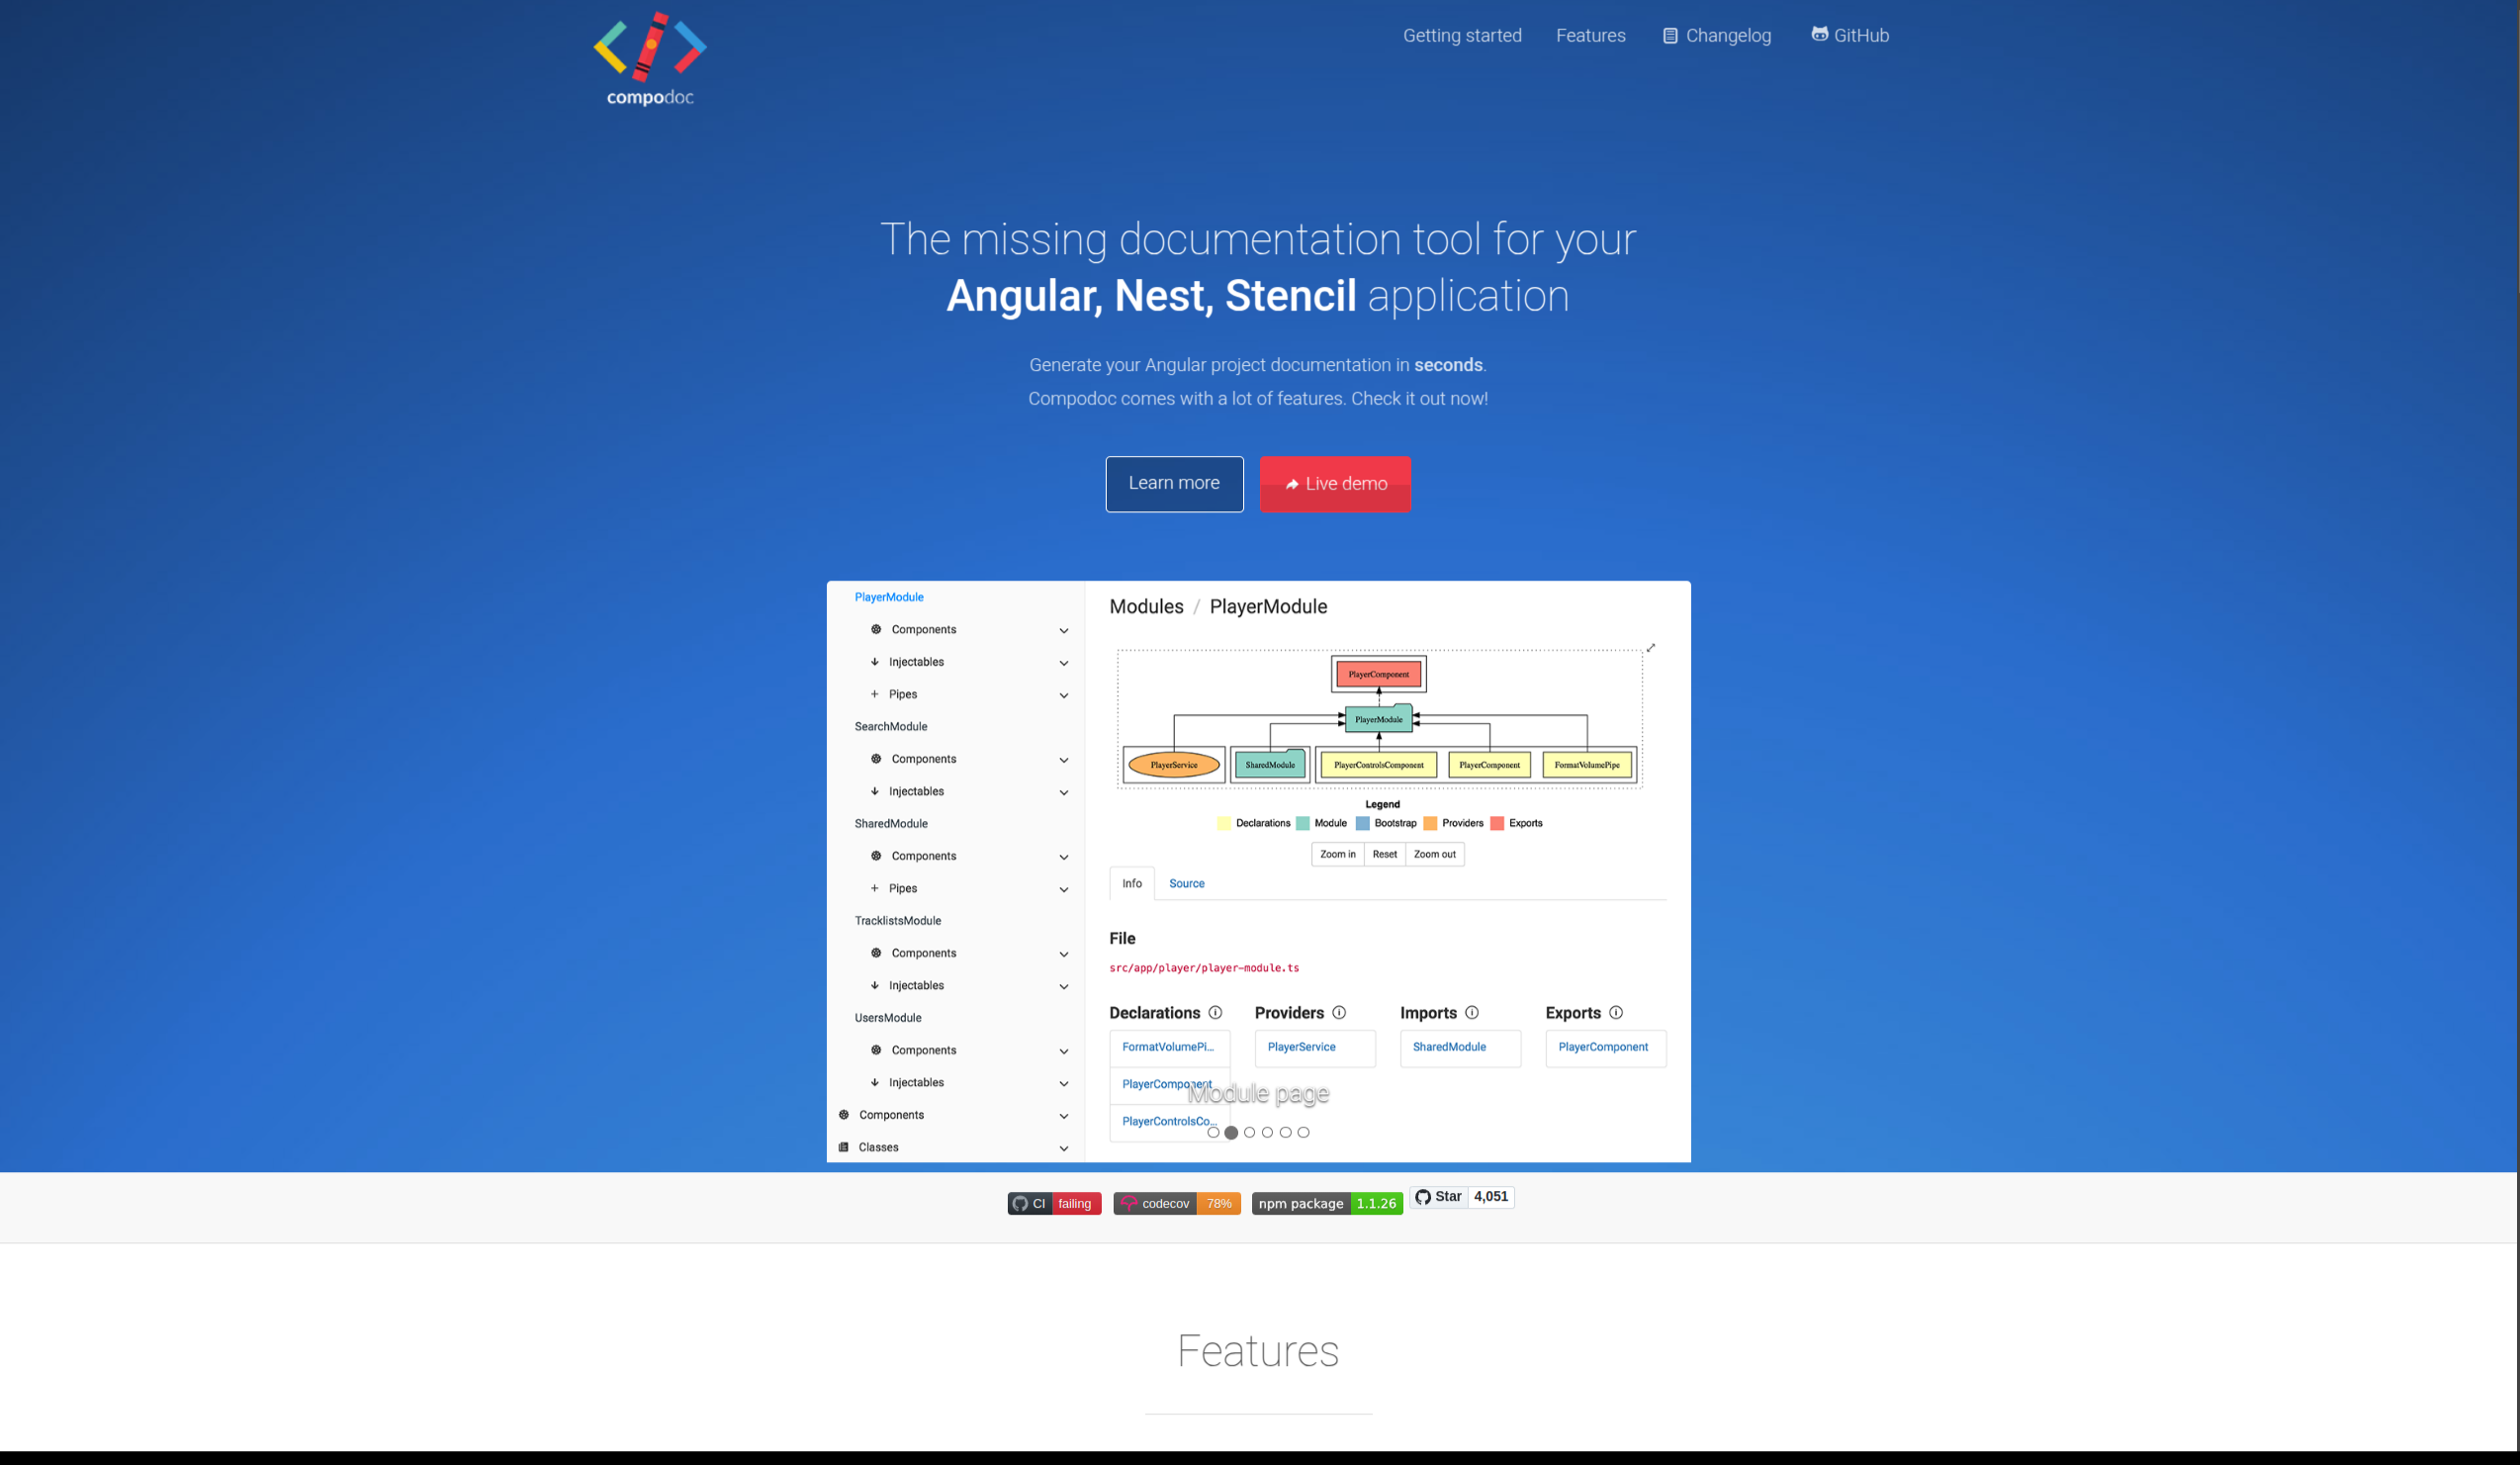 compodoc
Getting started Features Changelog GitHub
The missing documentation tool for your
Angular, Nest, Stencil application
Generate your Angular project documentation in seconds.
Compodoc comes with a lot of features. Check it out now!
Learn more Live demo
PlayerModule
Components
Injectables
Pipes
SearchModule
Components
Injectables
SharedModule
Components
Pipes
TracklistsModule
Components
Injectables
UsersModule
Components
Injectables
Components
Classes
Modules / PlayerModule
PlayerComponent
PlayerModule
PlayerService SharedModule PlayerControlsComponent PlayerComponent FormatVolumePipe
Legend
Declarations Module Bootstrap Providers Exports
Zoom in Reset Zoom out
Info Source
File
src/app/player/player-module.ts
Declarations Providers Imports Exports
FormatVolumePi... PlayerService SharedModule PlayerComponent
PlayerComponent
PlayerControlsCo...
Module page
CI failing codecov 78% npm package 1.1.26 Star 4,051
Features